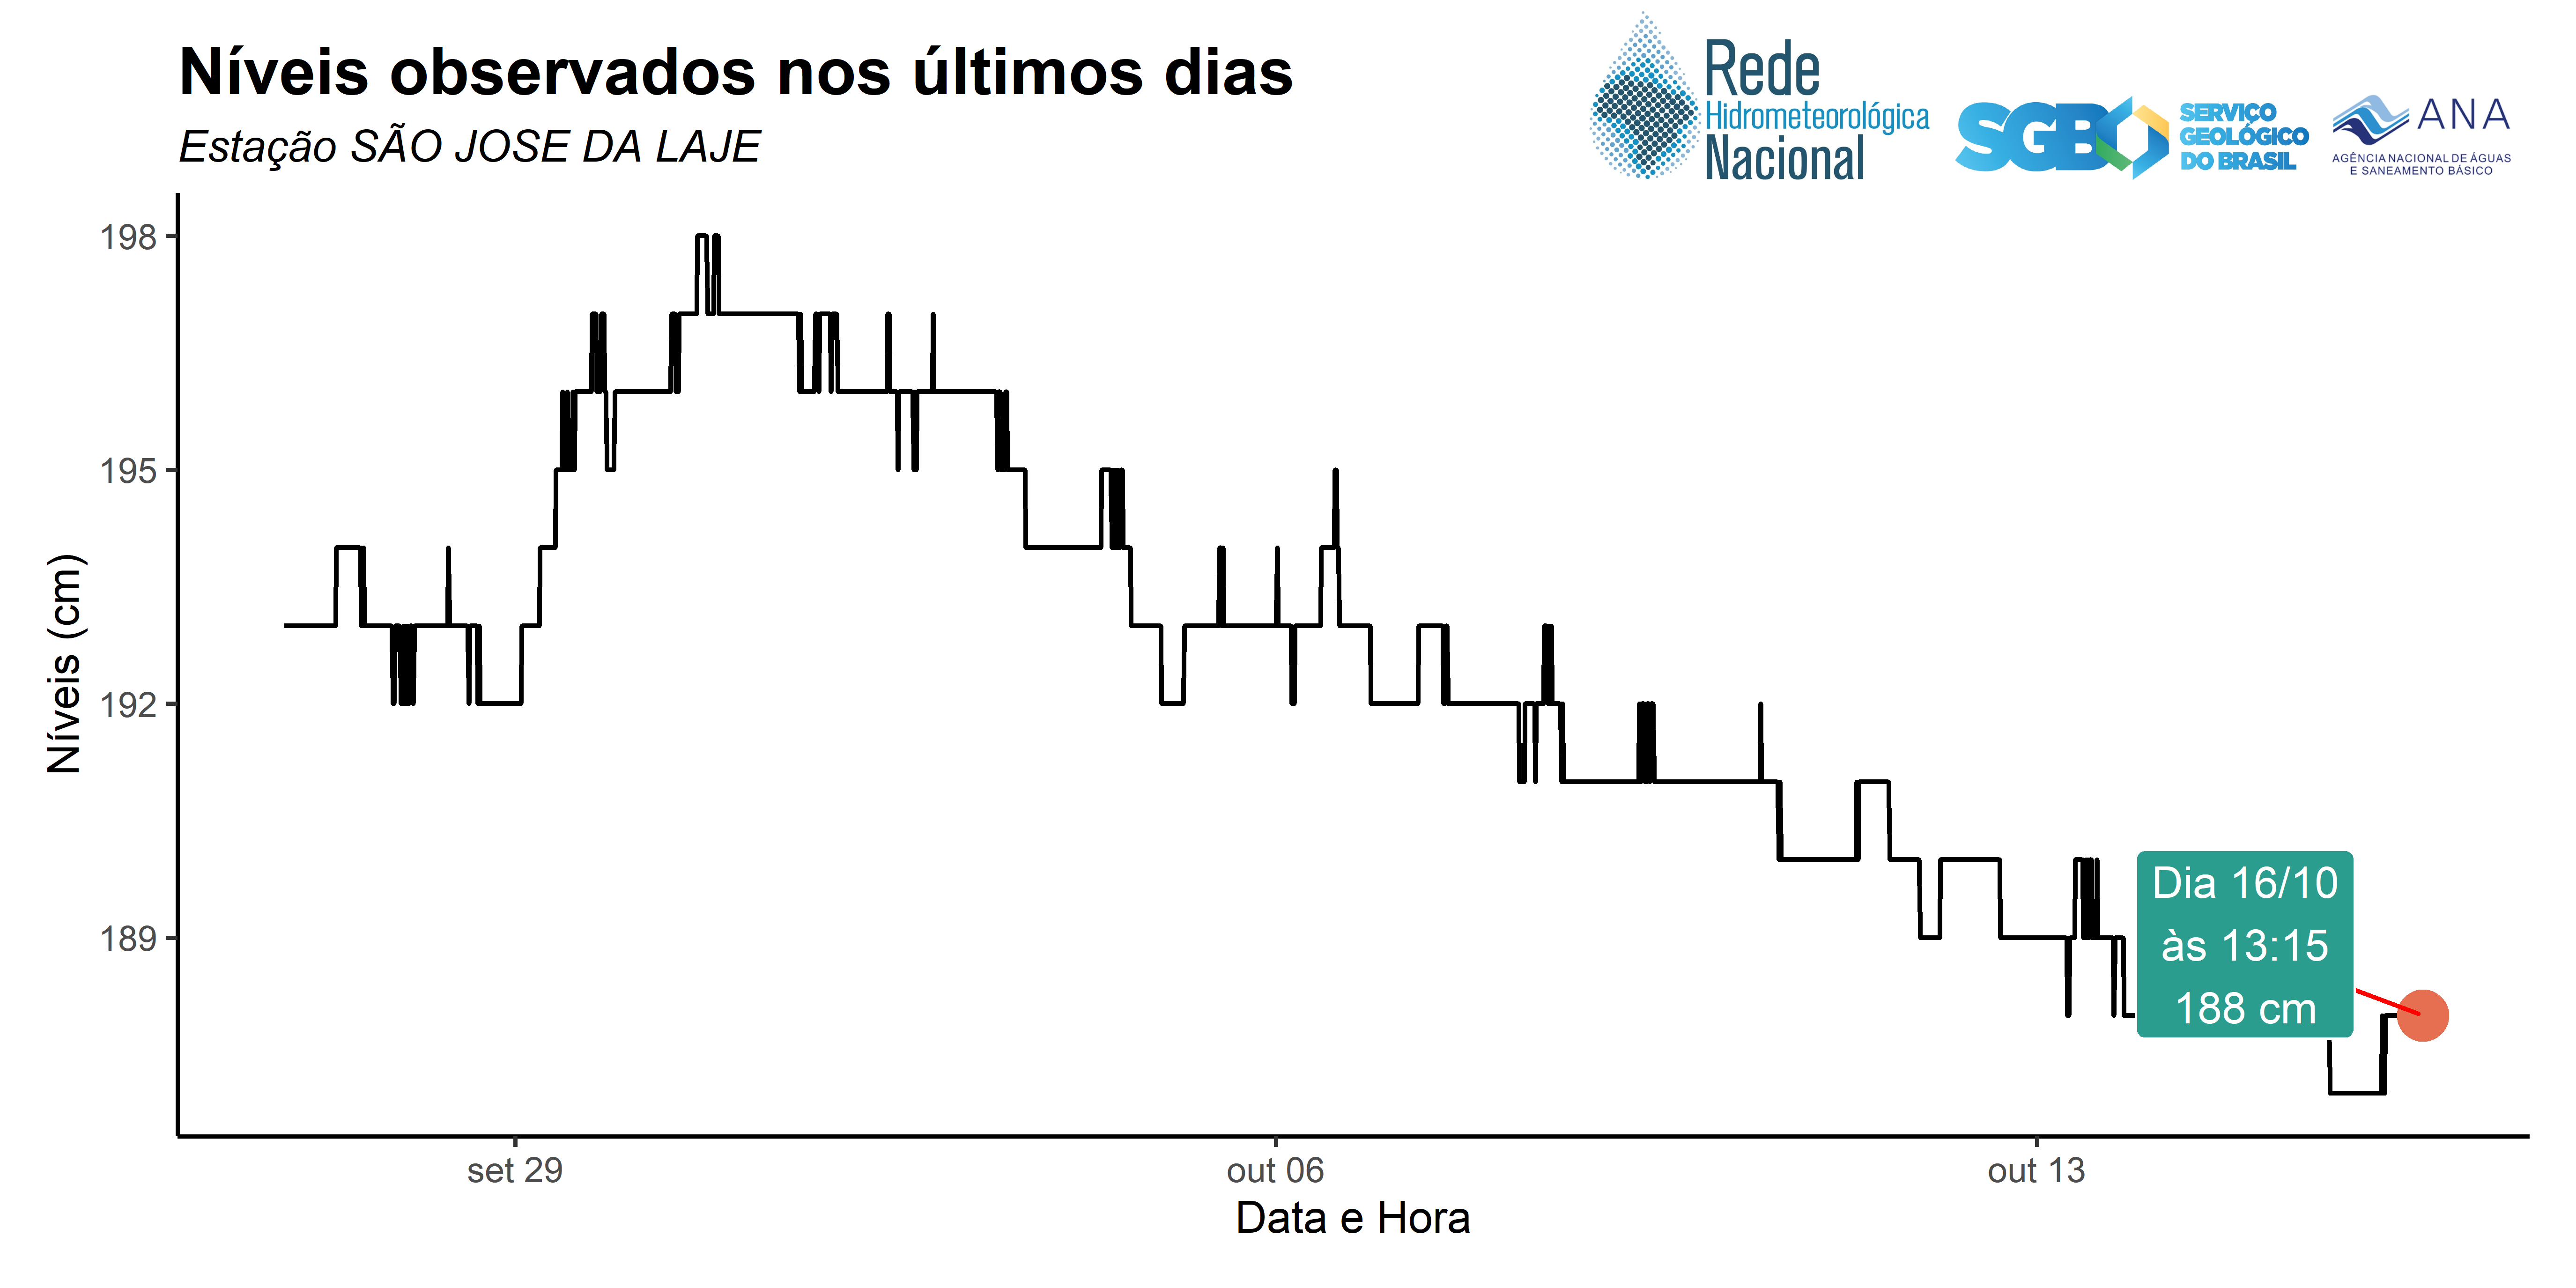 Níveis observados nos últimos dias
Estação SÃO JOSE DA LAJE
Rede
Hidrometeorológica
Nacional
SGB
SERVIÇO
GEOLÓGICO
DO BRASIL
ANA
AGÊNCIA NACIONAL DE ÁGUAS
E SANEAMENTO BÁSICO
198
195
192
189
Níveis (cm)
Dia 16/10
às 13:15
188 cm
set 29
out 06
out 13
Data e Hora